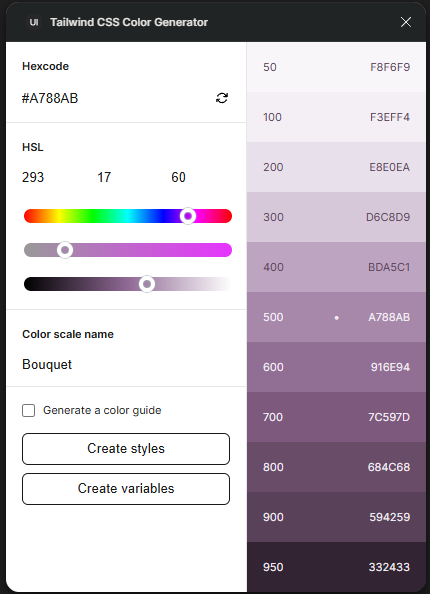 UI Tailwind CSS Color Generator
Hexcode
#A788AB
HSL
293 17 60
Color scale name
Bouquet
Generate a color guide
Create styles
Create variables
50 F8F6F9
100 F3EFF4
200 E8E0EA
300 D6C8D9
400 BDA5C1
500 A788AB
600 916E94
700 7C597D
800 684C68
900 594259
950 332433